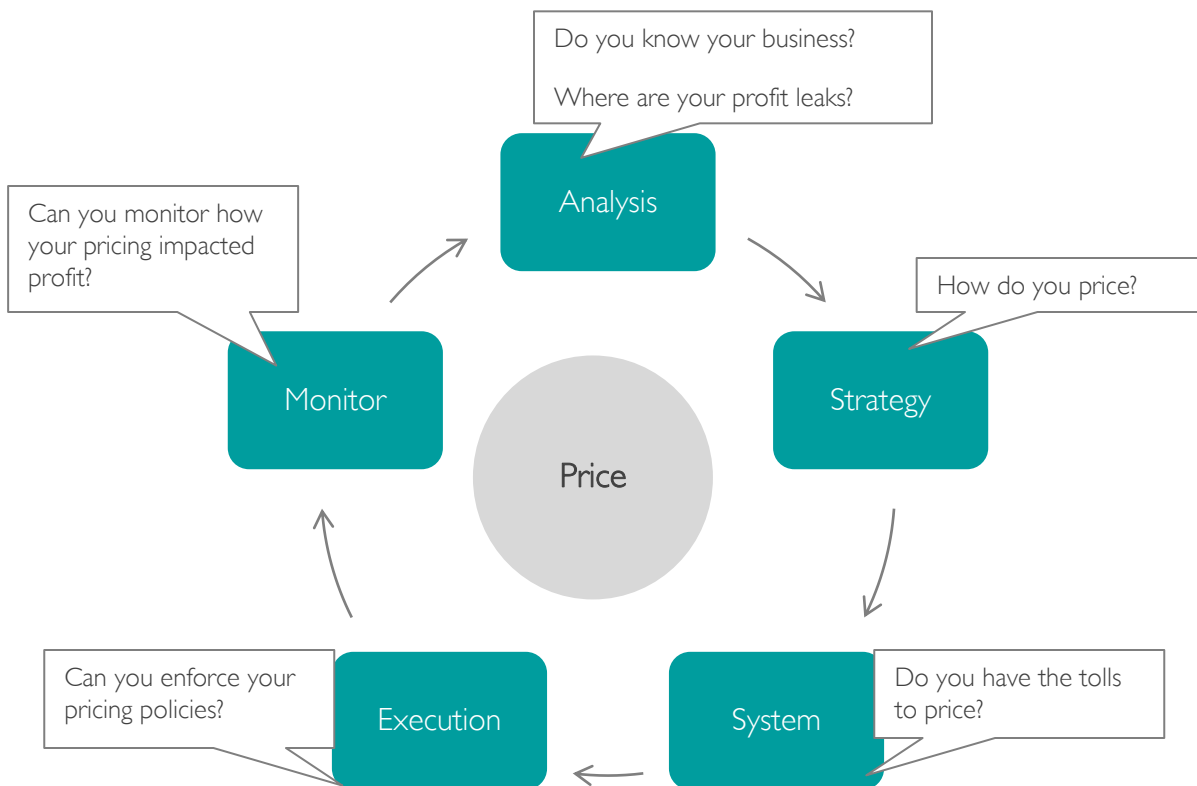 Do you know your business?
Where are your profit leaks?
Analysis
Can you monitor how
your pricing impacted
profit?
How do you price?
Monitor
Strategy
Price
Can you enforce your
pricing policies?
Execution
System
Do you have the tolls
to price?